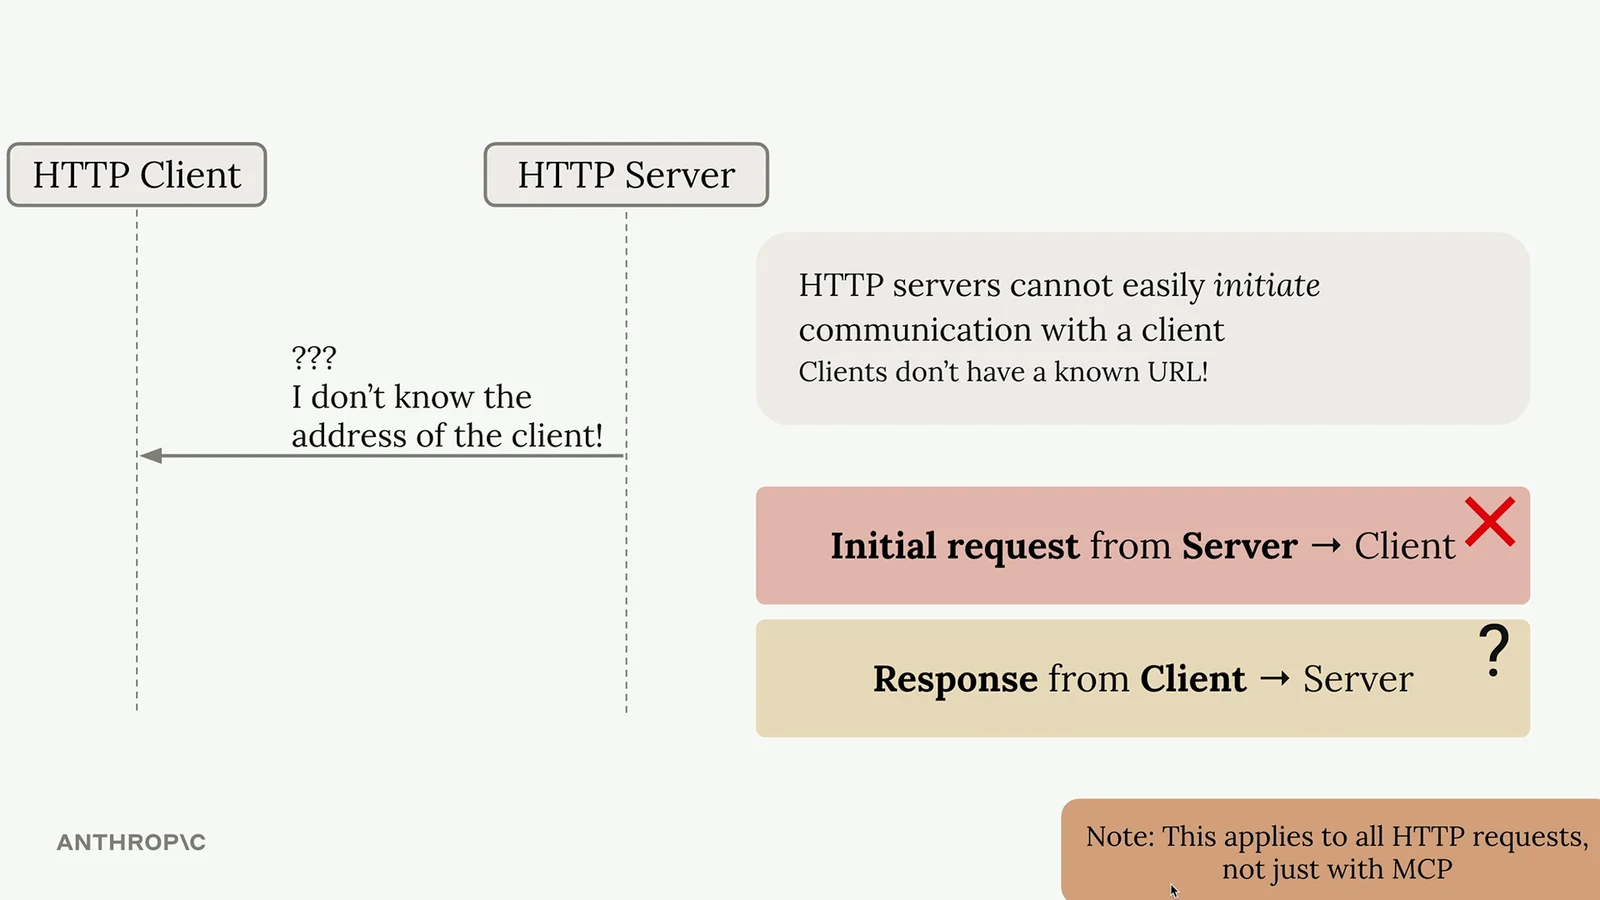 HTTP Client
HTTP Server
???
I don’t know the
address of the client!
HTTP servers cannot easily initiate
communication with a client
Clients don’t have a known URL!
Initial request from Server → Client
Response from Client → Server
?
ANTHROP\C
Note: This applies to all HTTP requests,
not just with MCP